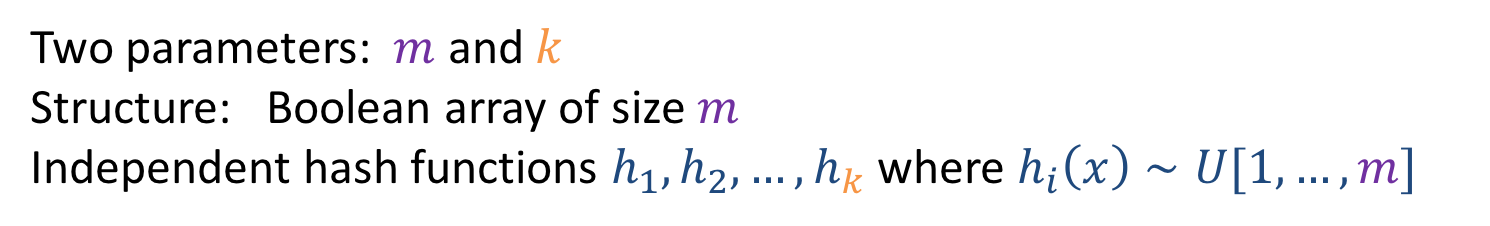 Two parameters: m and k
Structure: Boolean array of size m
Independent hash functions h₁, h₂, … , hₖ where hᵢ(x) ~ U[1, … , m]